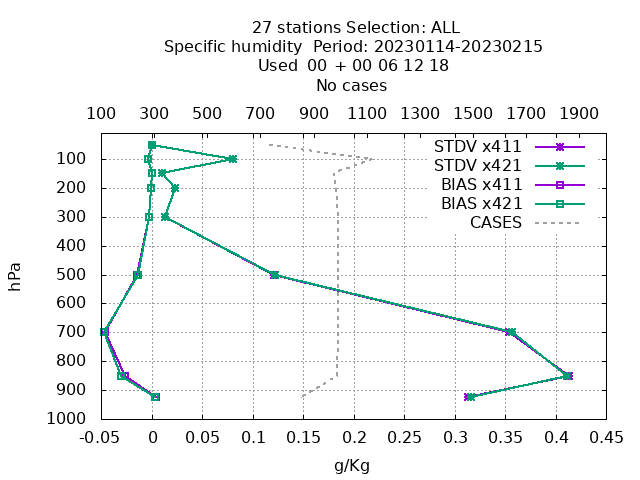 27 stations Selection: ALL
Specific humidity  Period: 20230114-20230215
Used  00 + 00 06 12 18
No cases
100 300 500 700 900 1100 1300 1500 1700 1900
STDV x411
STDV x421
BIAS x411
BIAS x421
CASES
100
200
300
400
500
600
700
800
900
1000
hPa
-0.05 0 0.05 0.1 0.15 0.2 0.25 0.3 0.35 0.4 0.45
g/Kg